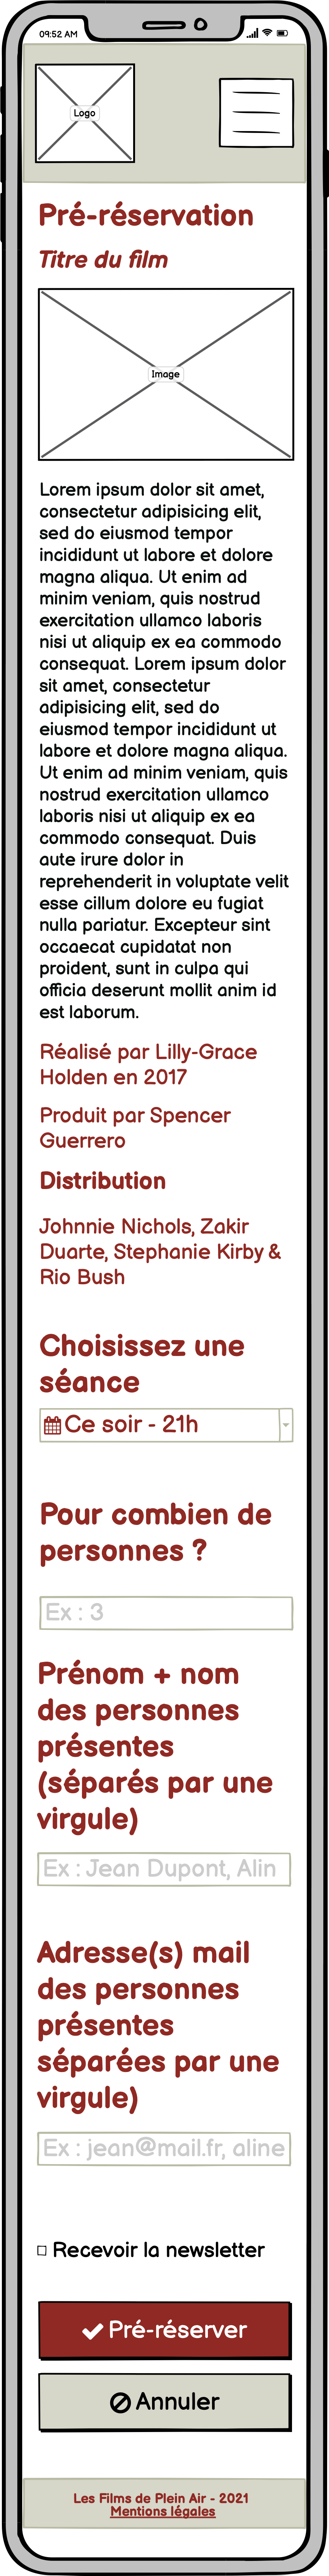 09:52 AM
Logo
Pré-réservation
Titre du film
Image
Lorem ipsum dolor sit amet,
consectetur adipisicing elit,
sed do eiusmod tempor
incididunt ut labore et dolore
magna aliqua. Ut enim ad
minim veniam, quis nostrud
exercitation ullamco laboris
nisi ut aliquip ex ea commodo
consequat. Lorem ipsum dolor
sit amet, consectetur
adipisicing elit, sed do
eiusmod tempor incididunt ut
labore et dolore magna aliqua.
Ut enim ad minim veniam, quis
nostrud exercitation ullamco
laboris nisi ut aliquip ex ea
commodo consequat. Duis
aute irure dolor in
reprehenderit in voluptate velit
esse cillum dolore eu fugiat
nulla pariatur. Excepteur sint
occaecat cupidatat non
proident, sunt in culpa qui
officia deserunt mollit anim id
est laborum.
Réalisé par Lilly-Grace
Holden en 2017
Produit par Spencer
Guerrero
Distribution
Johnnie Nichols, Zakir
Duarte, Stephanie Kirby &
Rio Bush
Choisissez une
séance
Ce soir - 21h
Pour combien de
personnes ?
Ex : 3
Prénom + nom
des personnes
présentes
(séparés par une
virgule)
Ex : Jean Dupont, Alin
Adresse(s) mail
des personnes
présentes
séparées par une
virgule)
Ex : jean@mail.fr, aline
Recevoir la newsletter
Pré-réserver
Annuler
Les Films de Plein Air - 2021
Mentions légales